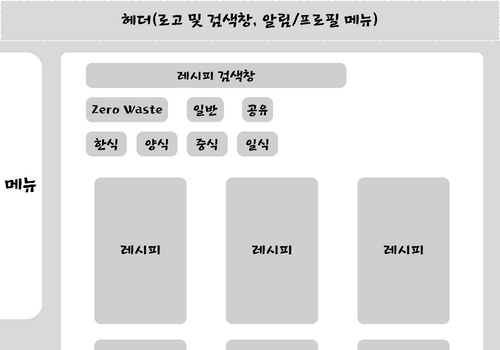 헤더(로고 및 검색창, 알림/프로필 메뉴)
레시피 검색창
Zero Waste 일반 공유
한식 양식 중식 일식
메뉴
레시피 레시피 레시피